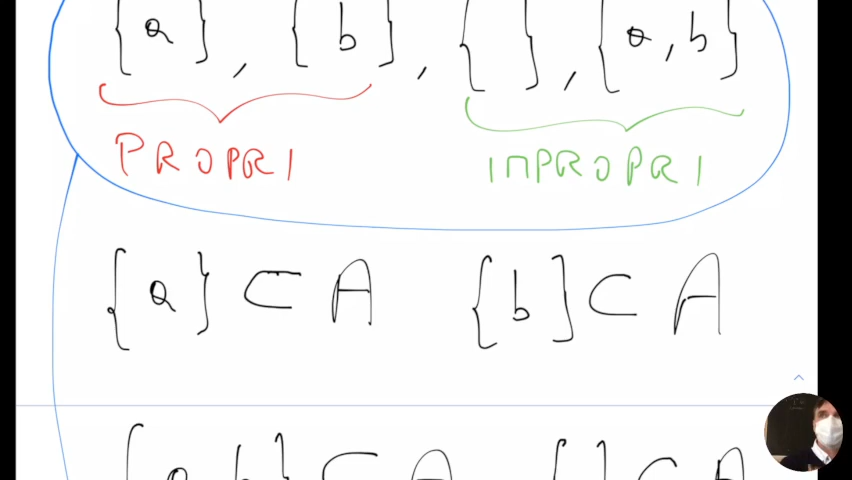 {a}, {b}, { }, {a, b}
PROPRI IMPROPRI
{a} ⊂ A {b} ⊂ A